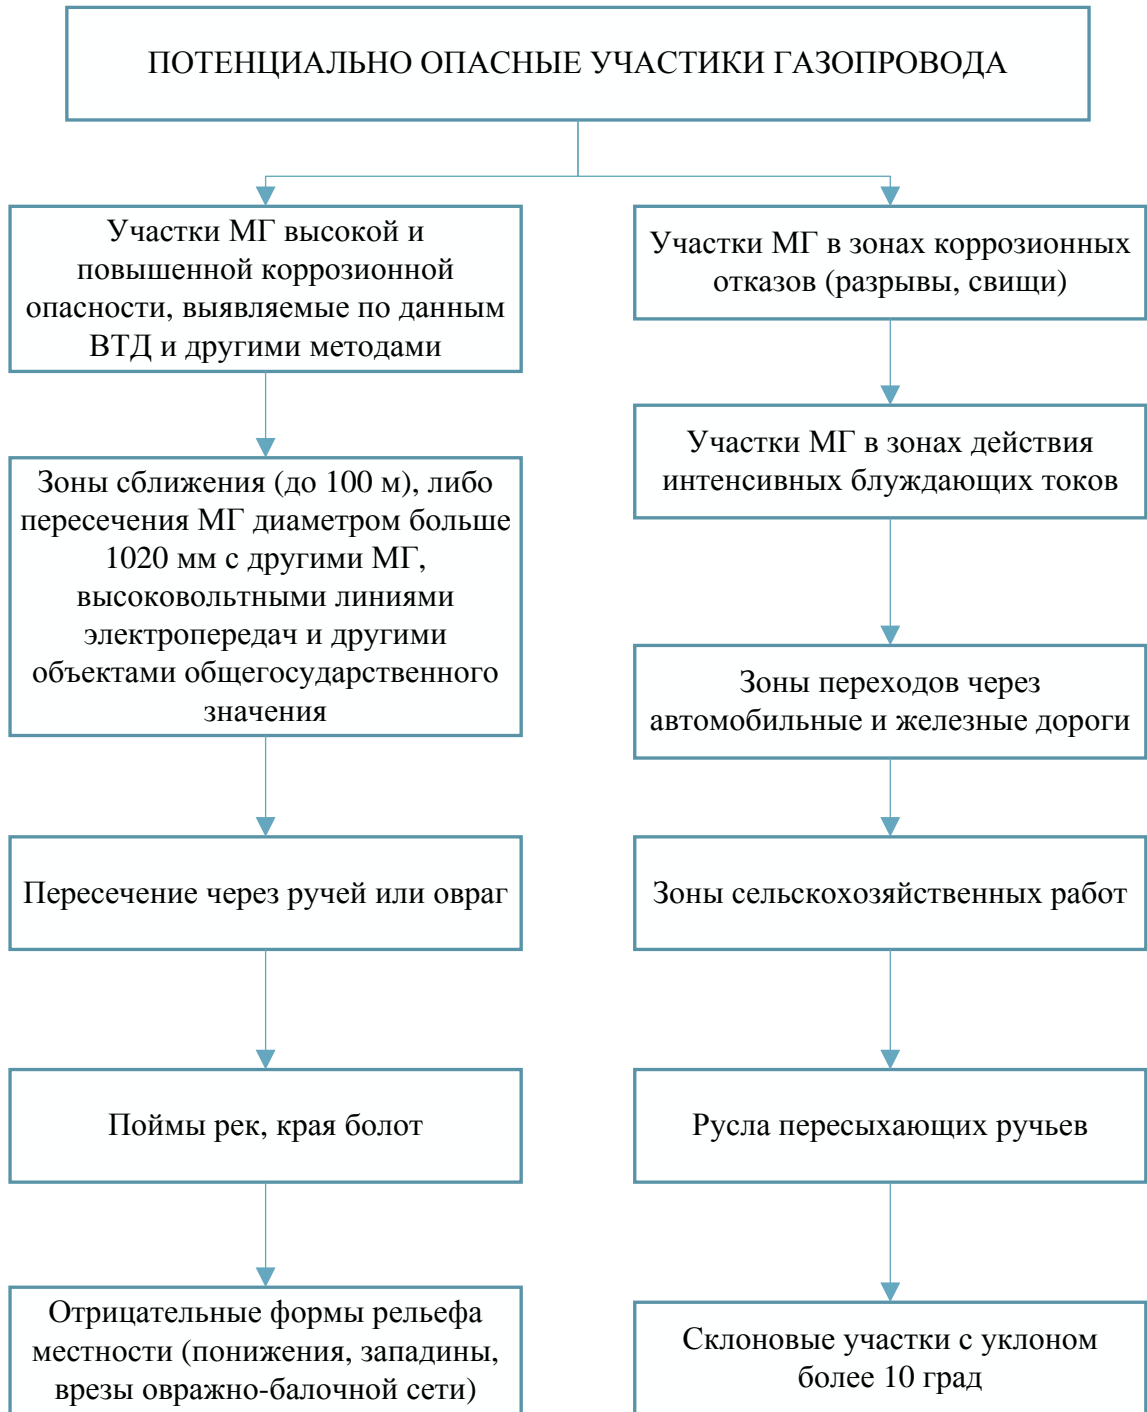 ПОТЕНЦИАЛЬНО ОПАСНЫЕ УЧАСТИКИ ГАЗОПРОВОДА
Участки МГ высокой и
повышенной коррозионной
опасности, выявляемые по данным
ВТД и другими методами
Зоны сближения (до 100 м), либо
пересечения МГ диаметром больше
1020 мм с другими МГ,
высоковольтными линиями
электропередач и другими
объектами общегосударственного
значения
Пересечение через ручей или овраг
Поймы рек, края болот
Отрицательные формы рельефа
местности (понижения, западины,
врезы овражно-балочной сети)
Участки МГ в зонах коррозионных
отказов (разрывы, свищи)
Участки МГ в зонах действия
интенсивных блуждающих токов
Зоны переходов через
автомобильные и железные дороги
Зоны сельскохозяйственных работ
Русла пересыхающих ручьев
Склоновые участки с уклоном
более 10 град